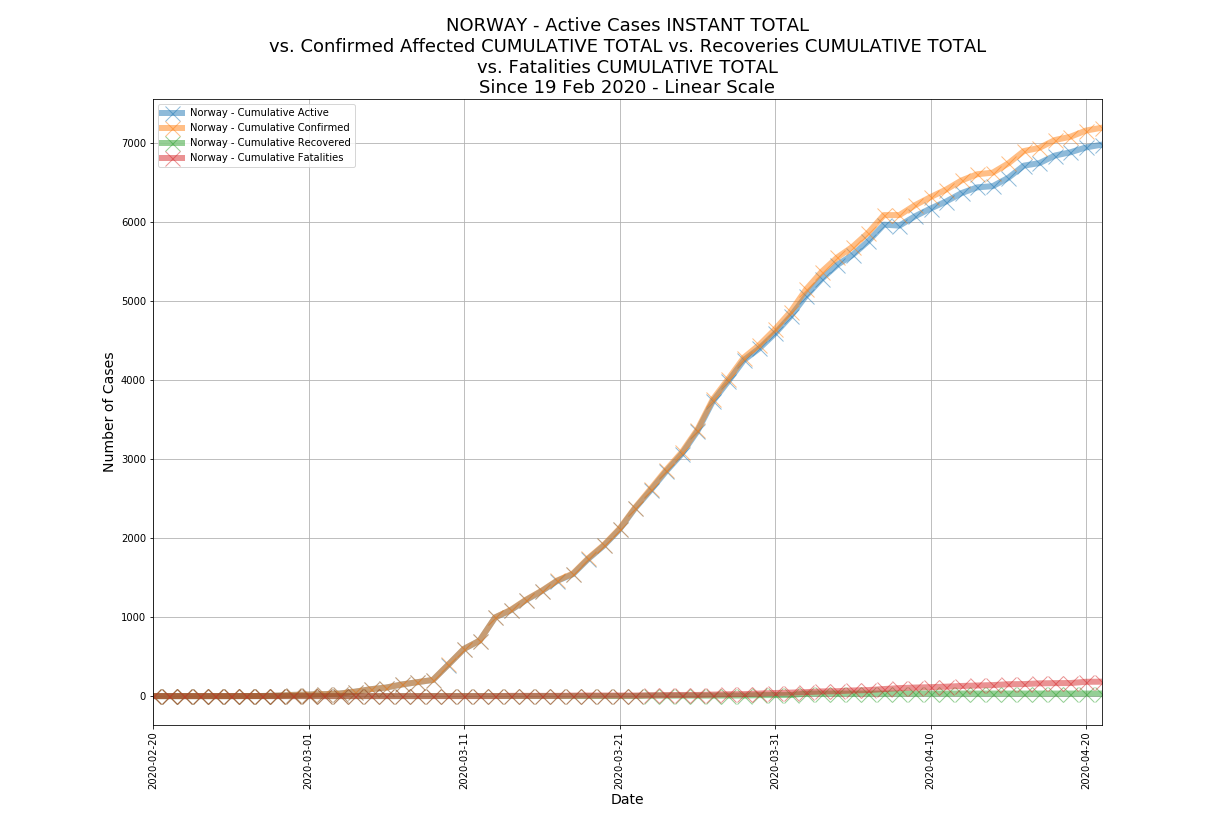 NORWAY - Active Cases INSTANT TOTAL
vs. Confirmed Affected CUMULATIVE TOTAL vs. Recoveries CUMULATIVE TOTAL
vs. Fatalities CUMULATIVE TOTAL
Since 19 Feb 2020 - Linear Scale
Norway - Cumulative Active
Norway - Cumulative Confirmed
Norway - Cumulative Recovered
Norway - Cumulative Fatalities
7000
6000
5000
4000
3000
2000
1000
0
Number of Cases
2020-02-20
2020-03-01
2020-03-11
2020-03-21
2020-03-31
2020-04-10
2020-04-20
Date